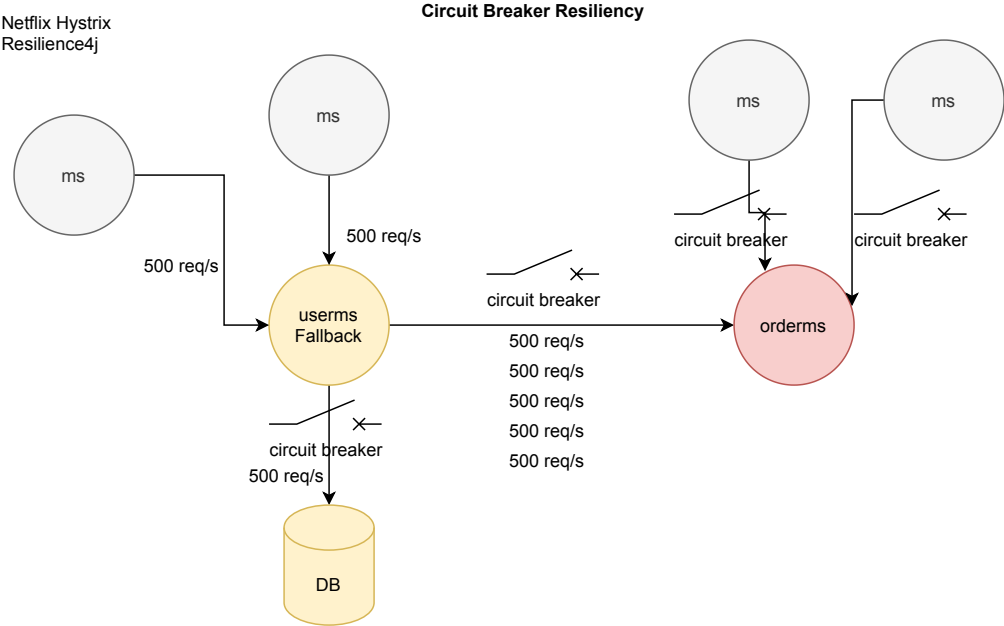 Circuit Breaker Resiliency
Netflix Hystrix
Resilience4j
ms
ms
ms
ms
500 req/s
500 req/s
circuit breaker
circuit breaker
circuit breaker
userms
Fallback
orderms
500 req/s
500 req/s
500 req/s
500 req/s
500 req/s
circuit breaker
500 req/s
DB